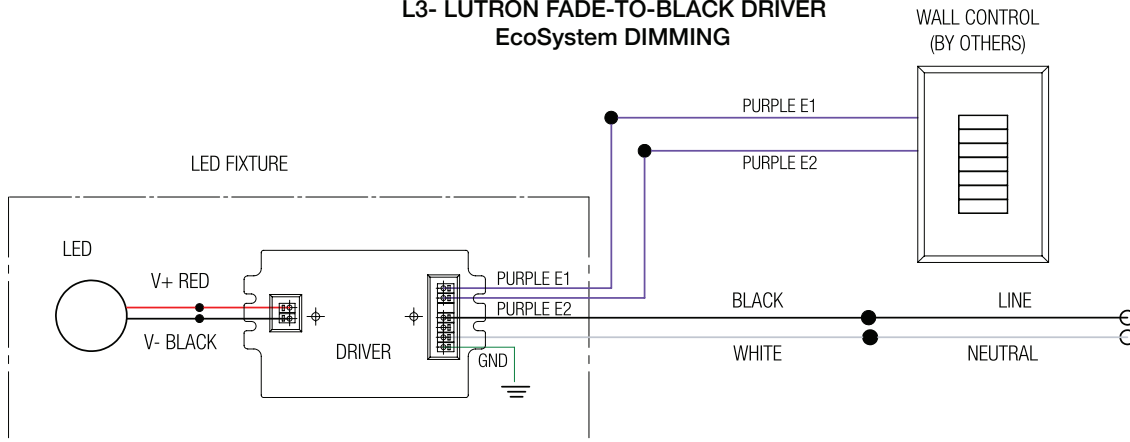 L3- LUTRON FADE-TO-BLACK DRIVER
EcoSystem DIMMING
WALL CONTROL
(BY OTHERS)
PURPLE E1
PURPLE E2
LED FIXTURE
LED
V+ RED
V- BLACK
DRIVER
PURPLE E1
PURPLE E2
GND
BLACK
LINE
WHITE
NEUTRAL